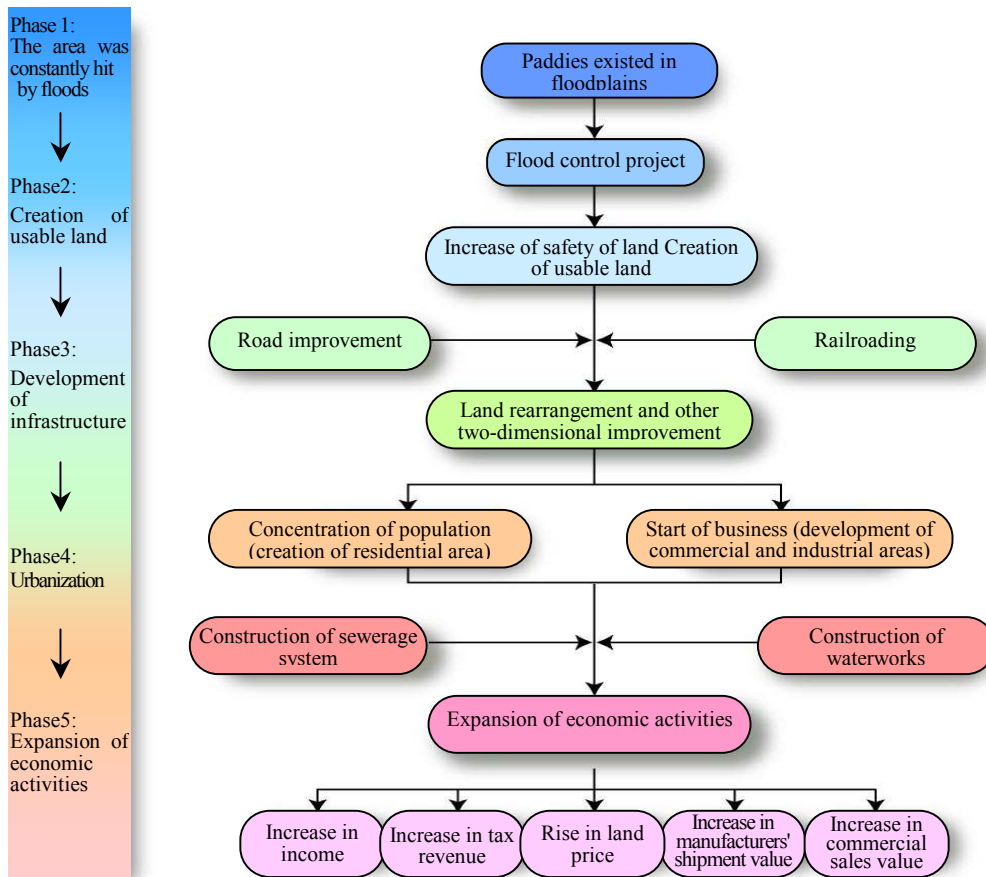 Phase 1:
The area was
constantly hit
by floods
Phase2:
Creation of
usable land
Phase3:
Development
of
infrastructure
Phase4:
Urbanization
Phase5:
Expansion of
economic
activities
Paddies existed in
floodplains
Flood control project
Increase of safety of land Creation
of usable land
Road improvement
Railroading
Land rearrangement and other
two-dimensional improvement
Concentration of population
(creation of residential area)
Start of business (development of
commercial and industrial areas)
Construction of sewerage
system
Construction of
waterworks
Expansion of economic activities
Increase in
income
Increase in tax
revenue
Rise in land
price
Increase in
manufacturers'
shipment value
Increase in
commercial
sales value